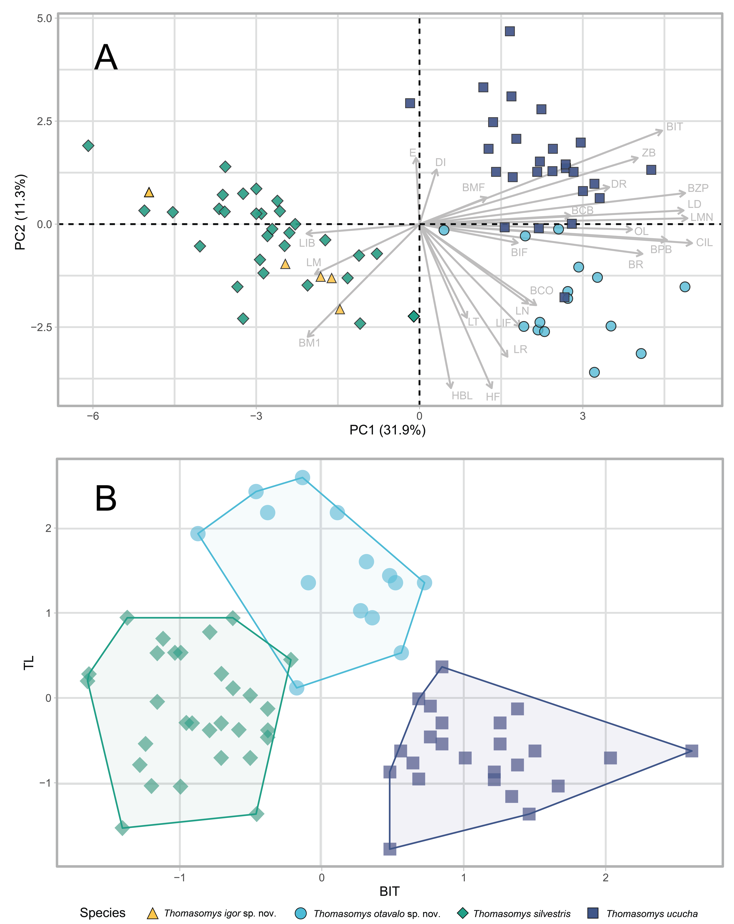 A
5.0
2.5
0.0
−2.5
PC2 (11.3%)
E
DI
BMF
BIT
ZB
DR
BZP
BCB
LD
LMN
OL
BPB
CIL
BR
BIF
LIB
LM
BM1
BCO
LN
LT
LIF
LR
HBL
HF
−6
−3
0
3
PC1 (31.9%)
B
2
1
0
−1
TL
−1
0
1
2
BIT
Species
Thomasomys igor sp. nov.
Thomasomys otavalo sp. nov.
Thomasomys silvestris
Thomasomys ucucha